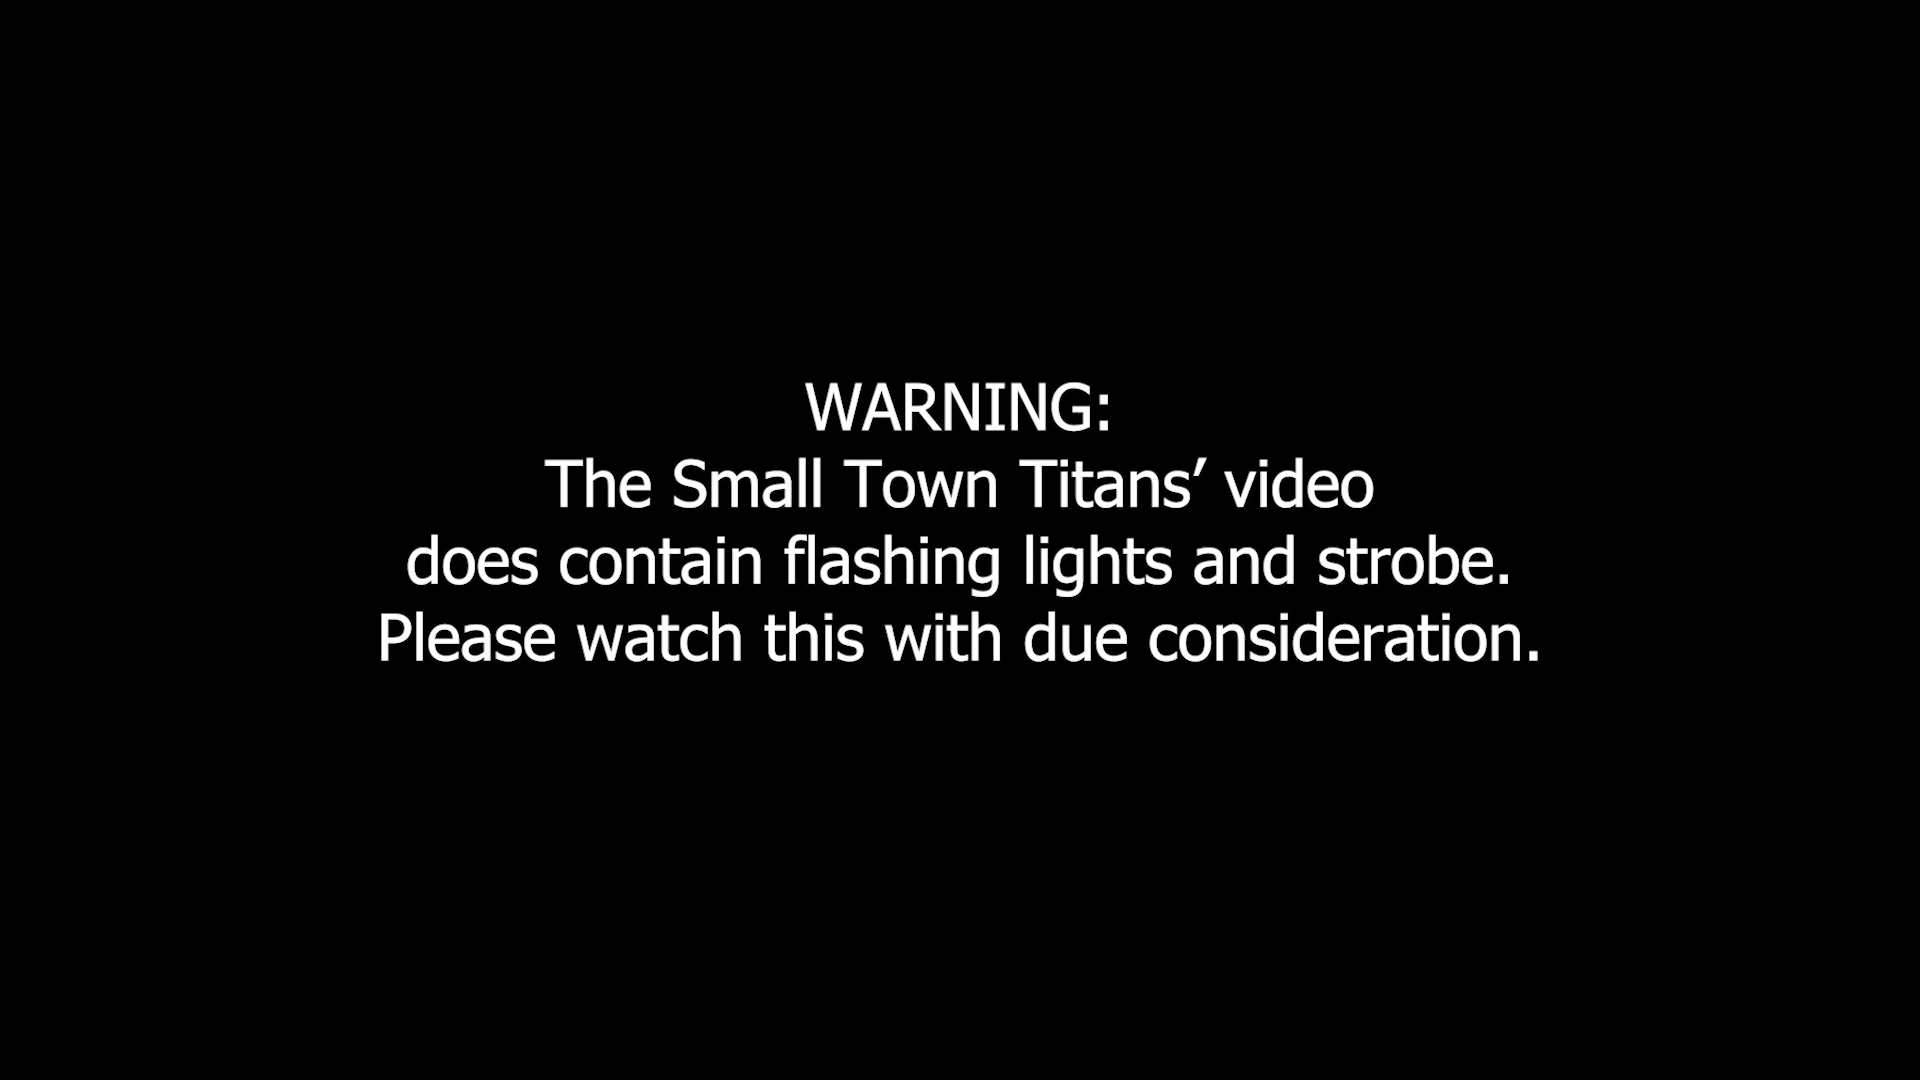 WARNING:
The Small Town Titans’ video
does contain flashing lights and strobe.
Please watch this with due consideration.